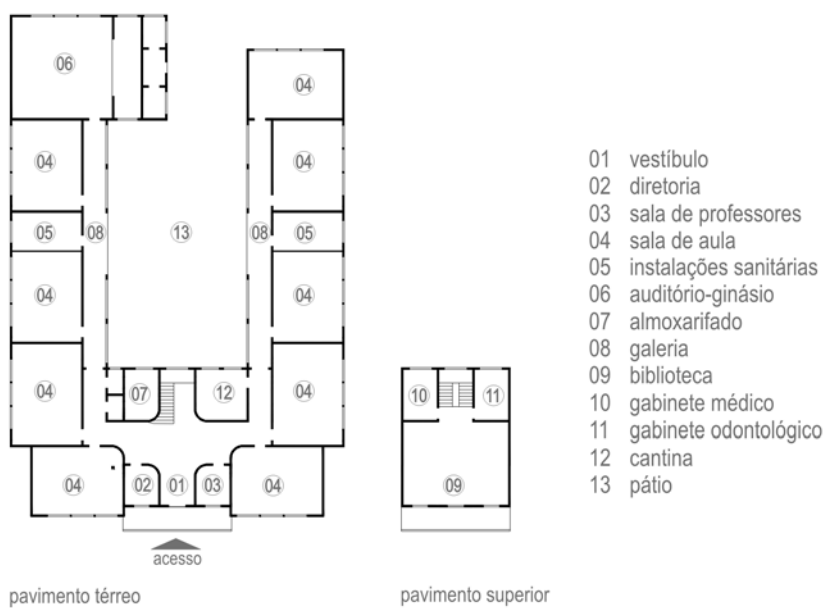 06
04
04
04
05
08
13
08
05
04
04
04
07
12
04
10
11
04
02
01
03
04
09
acesso
pavimento térreo
pavimento superior
01 vestíbulo
02 diretoria
03 sala de professores
04 sala de aula
05 instalações sanitárias
06 auditório-ginásio
07 almoxarifado
08 galeria
09 biblioteca
10 gabinete médico
11 gabinete odontológico
12 cantina
13 pátio